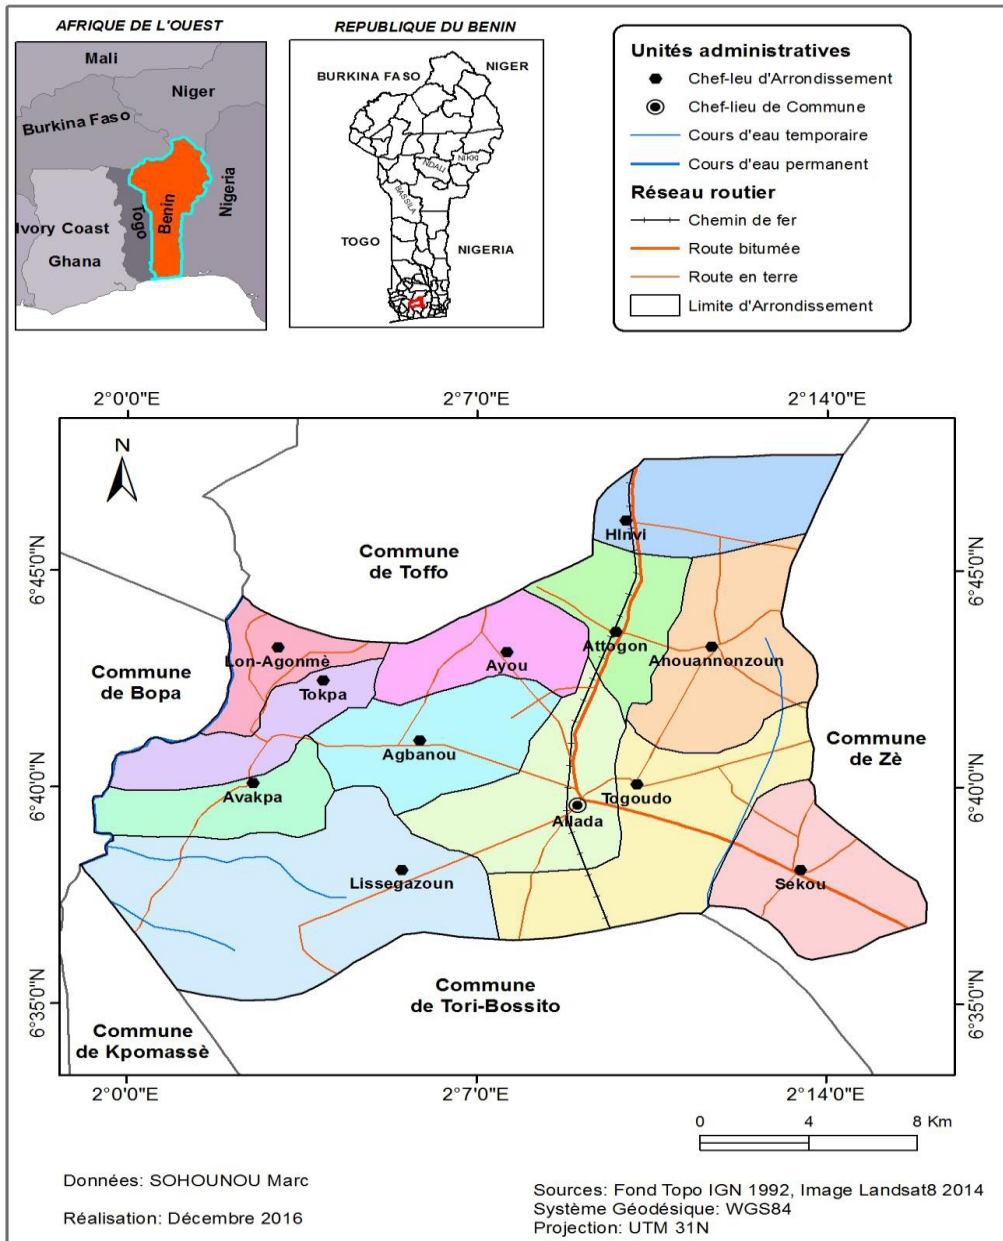 AFRIQUE DE L'OUEST
Mali
Niger
Burkina Faso
Nigeria
Benin
Togo
Ivory Coast
Ghana
REPUBLIQUE DU BENIN
BURKINA FASO
NIGER
NIKKI
NDALI
BASSILA
TOGO
NIGERIA
Unités administratives
Chef-leu d'Arrondissement
Chef-lieu de Commune
Cours d'eau temporaire
Cours d'eau permanent
Réseau routier
Chemin de fer
Route bitumée
Route en terre
Limite d'Arrondissement
2°0'0"E
2°7'0"E
2°14'0"E
N
6°45'0"N
6°45'0"N
6°40'0"N
6°40'0"N
6°35'0"N
6°35'0"N
Hinvi
Commune
de Toffo
Attogon
Ahouannonzoun
Lon-Agonmè
Ayou
Commune
de Bopa
Tokpa
Agbanou
Commune
de Zè
Avakpa
Togoudo
Allada
Lissegazoun
Sekou
Commune
de Tori-Bossito
Commune
de Kpomassè
2°0'0"E
2°7'0"E
2°14'0"E
0 4 8 Km
Données: SOHOUNOU Marc
Réalisation: Décembre 2016
Sources: Fond Topo IGN 1992, Image Landsat8 2014
Système Géodésique: WGS84
Projection: UTM 31N